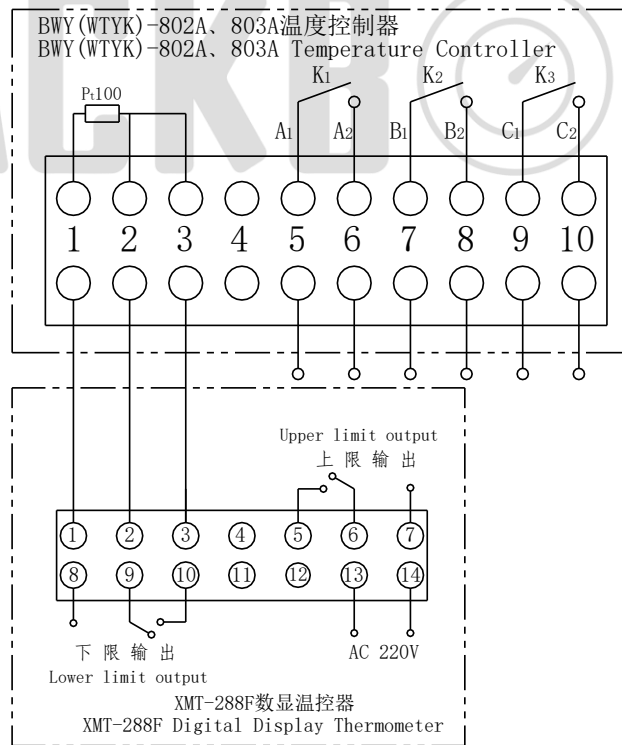 BWY(WTYK)-802A、803A温度控制器
BWY(WTYK)-802A、803A Temperature Controller
K1 K2 K3
Pt100
A1 A2 B1 B2 C1 C2
1 2 3 4 5 6 7 8 9 10
Upper limit output
上限输出
① ② ③ ④ ⑤ ⑥ ⑦
⑧ ⑨ ⑩ ⑪ ⑫ ⑬ ⑭
下限输出 AC 220V
Lower limit output
XMT-288F数显温控器
XMT-288F Digital Display Thermometer